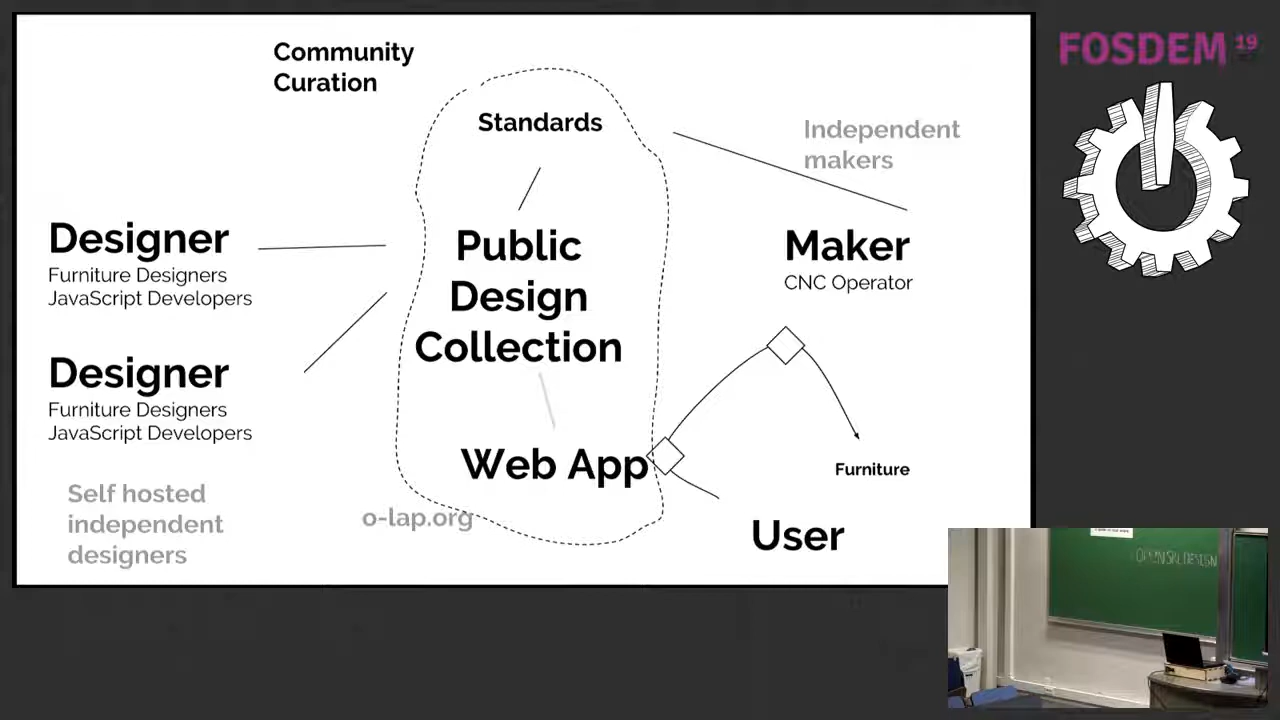 Community
Curation
Standards
Independent
makers
Designer
Furniture Designers
JavaScript Developers
Public
Design
Collection
Maker
CNC Operator
Designer
Furniture Designers
JavaScript Developers
Web App
Furniture
Self hosted
independent
designers
o-lap.org
User
FOSDEM 19